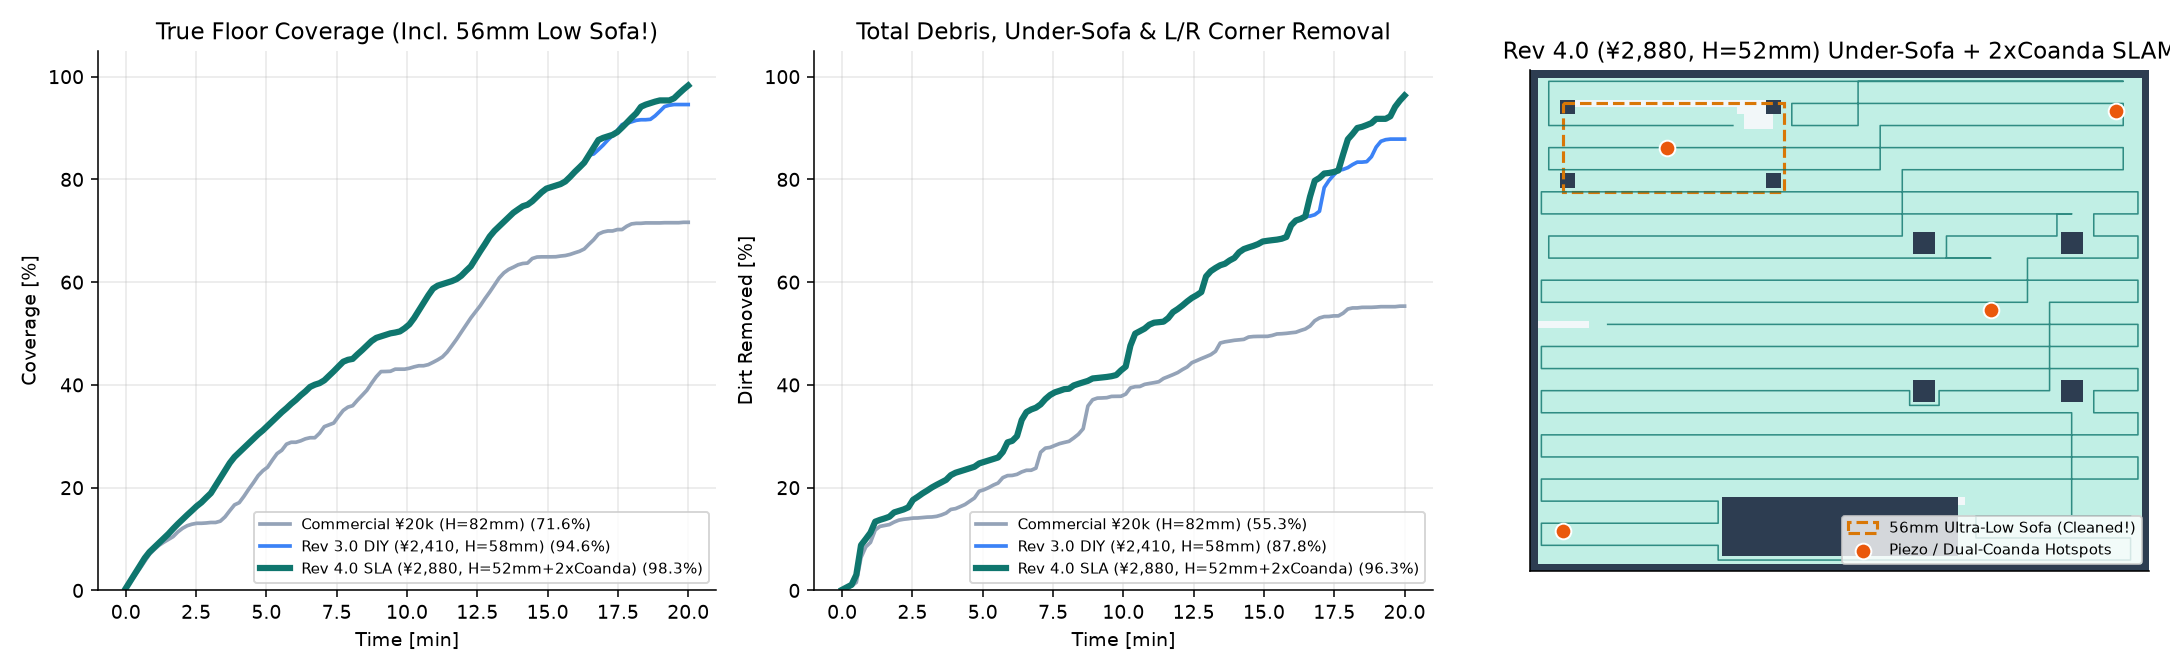 True Floor Coverage (Incl. 56mm Low Sofa!)
Coverage [%]
100
80
60
40
20
0
0.0 2.5 5.0 7.5 10.0 12.5 15.0 17.5 20.0
Time [min]
Commercial ¥20k (H=82mm) (71.6%)
Rev 3.0 DIY (¥2,410, H=58mm) (94.6%)
Rev 4.0 SLA (¥2,880, H=52mm+2xCoanda) (98.3%)
Total Debris, Under-Sofa & L/R Corner Removal
Dirt Removed [%]
100
80
60
40
20
0
0.0 2.5 5.0 7.5 10.0 12.5 15.0 17.5 20.0
Time [min]
Commercial ¥20k (H=82mm) (55.3%)
Rev 3.0 DIY (¥2,410, H=58mm) (87.8%)
Rev 4.0 SLA (¥2,880, H=52mm+2xCoanda) (96.3%)
Rev 4.0 (¥2,880, H=52mm) Under-Sofa + 2xCoanda SLAM
56mm Ultra-Low Sofa (Cleaned!)
Piezo / Dual-Coanda Hotspots